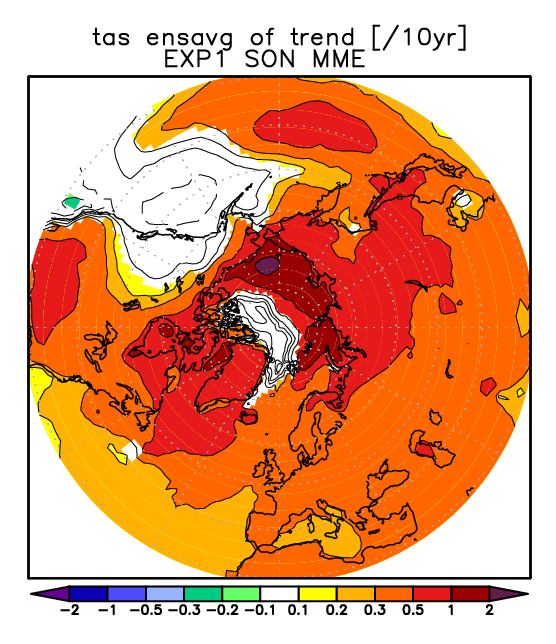 tas ensavg of trend [/10yr]
EXP1 SON MME
-2 -1 -0.5 -0.3 -0.2 -0.1 0.1 0.2 0.3 0.5 1 2